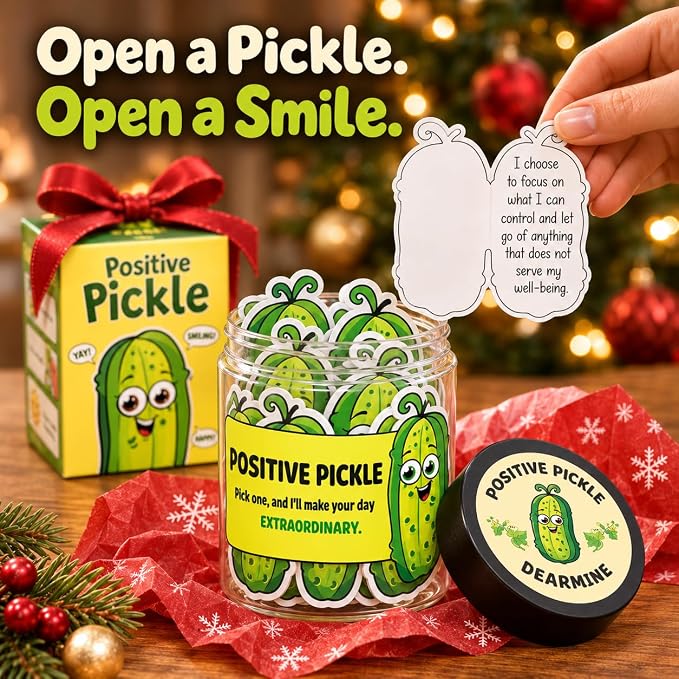 Open a Pickle.
Open a Smile.
I choose
to focus on
what I can
control and let
go of anything
that does not
serve my
well-being.
Positive
Pickle
YAY!
SMILING!
HAPPY!
POSITIVE PICKLE
Pick one, and I'll make your day
EXTRAORDINARY.
POSITIVE PICKLE
DEARMINE